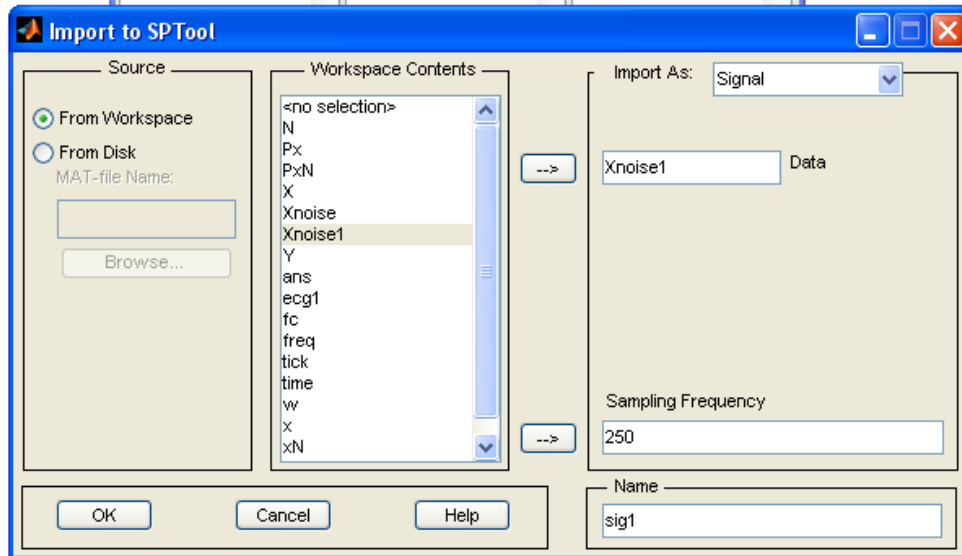 Import to SPTool
Source
From Workspace
From Disk
MAT-file Name:
Browse...
Workspace Contents
<no selection>
N
Px
PxN
X
Xnoise
Xnoise1
Y
ans
ecg1
fc
freq
tick
time
w
x
xN
-->
-->
Import As: Signal
Xnoise1 Data
Sampling Frequency
250
OK Cancel Help
Name
sig1